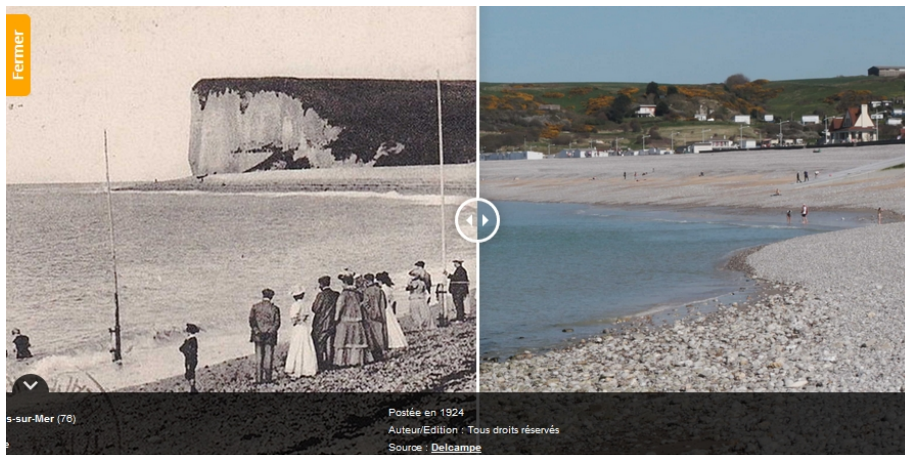 Fermer
s-sur-Mer (76)
e
Postée en 1924
Auteur/Edition : Tous droits réservés
Source : Delcampe